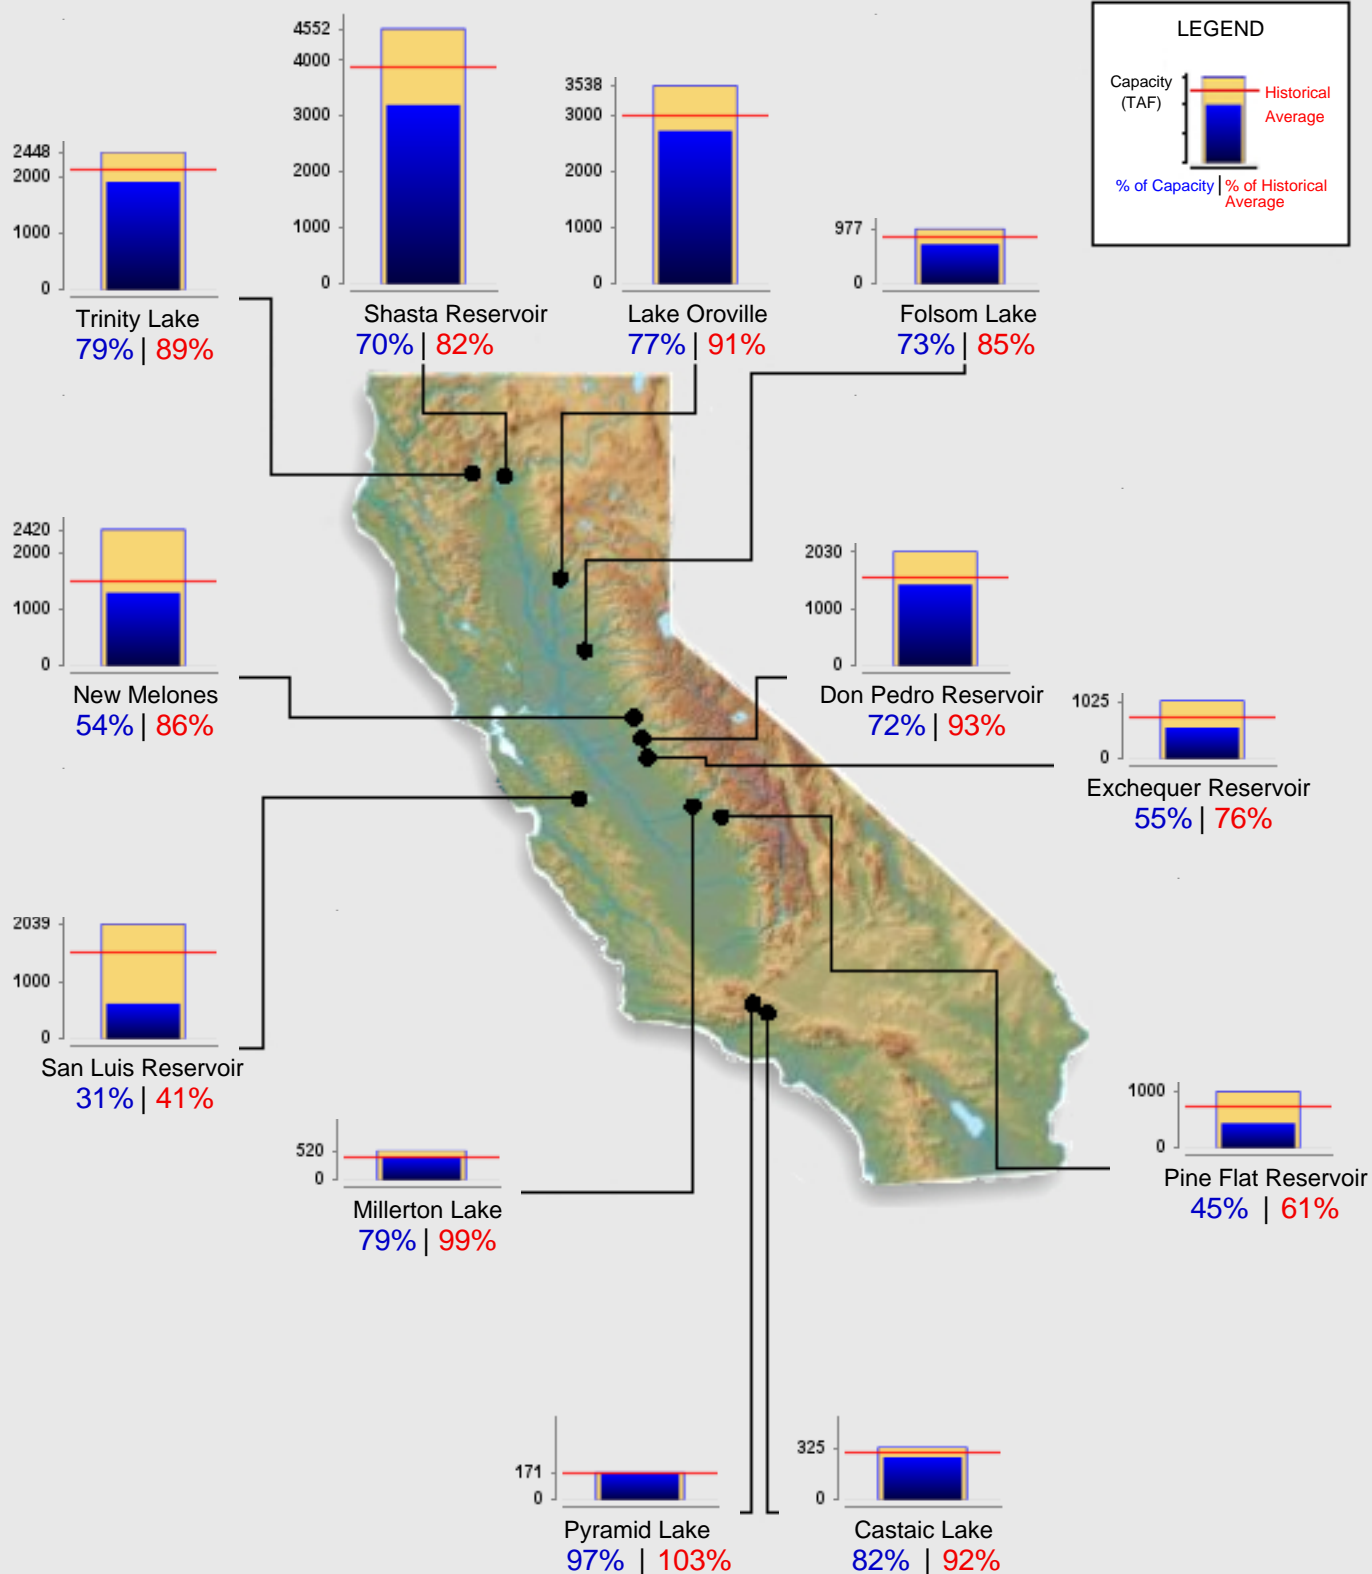 LEGEND
Capacity
(TAF)
Historical
Average
% of Capacity | % of Historical
Average
4552
4000
3000
2000
1000
0
Shasta Reservoir
70% | 82%
3538
3000
2000
1000
0
Lake Oroville
77% | 91%
2448
2000
1000
0
Trinity Lake
79% | 89%
977
0
Folsom Lake
73% | 85%
2420
2000
1000
0
New Melones
54% | 86%
2030
1000
0
Don Pedro Reservoir
72% | 93%
1025
0
Exchequer Reservoir
55% | 76%
2039
1000
0
San Luis Reservoir
31% | 41%
520
0
Millerton Lake
79% | 99%
1000
0
Pine Flat Reservoir
45% | 61%
171
0
Pyramid Lake
97% | 103%
325
0
Castaic Lake
82% | 92%